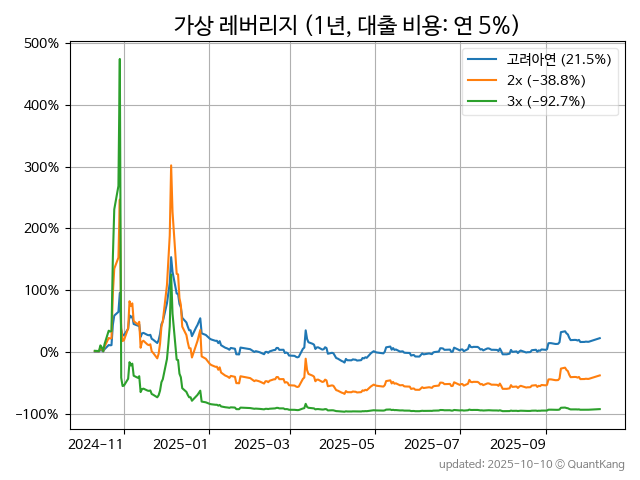 가상 레버리지 (1년, 대출 비용: 연 5%)
500%
400%
300%
200%
100%
0%
−100%
고려아연 (21.5%)
2x (−38.8%)
3x (−92.7%)
2024-11
2025-01
2025-03
2025-05
2025-07
2025-09
updated: 2025-10-10 © QuantKang